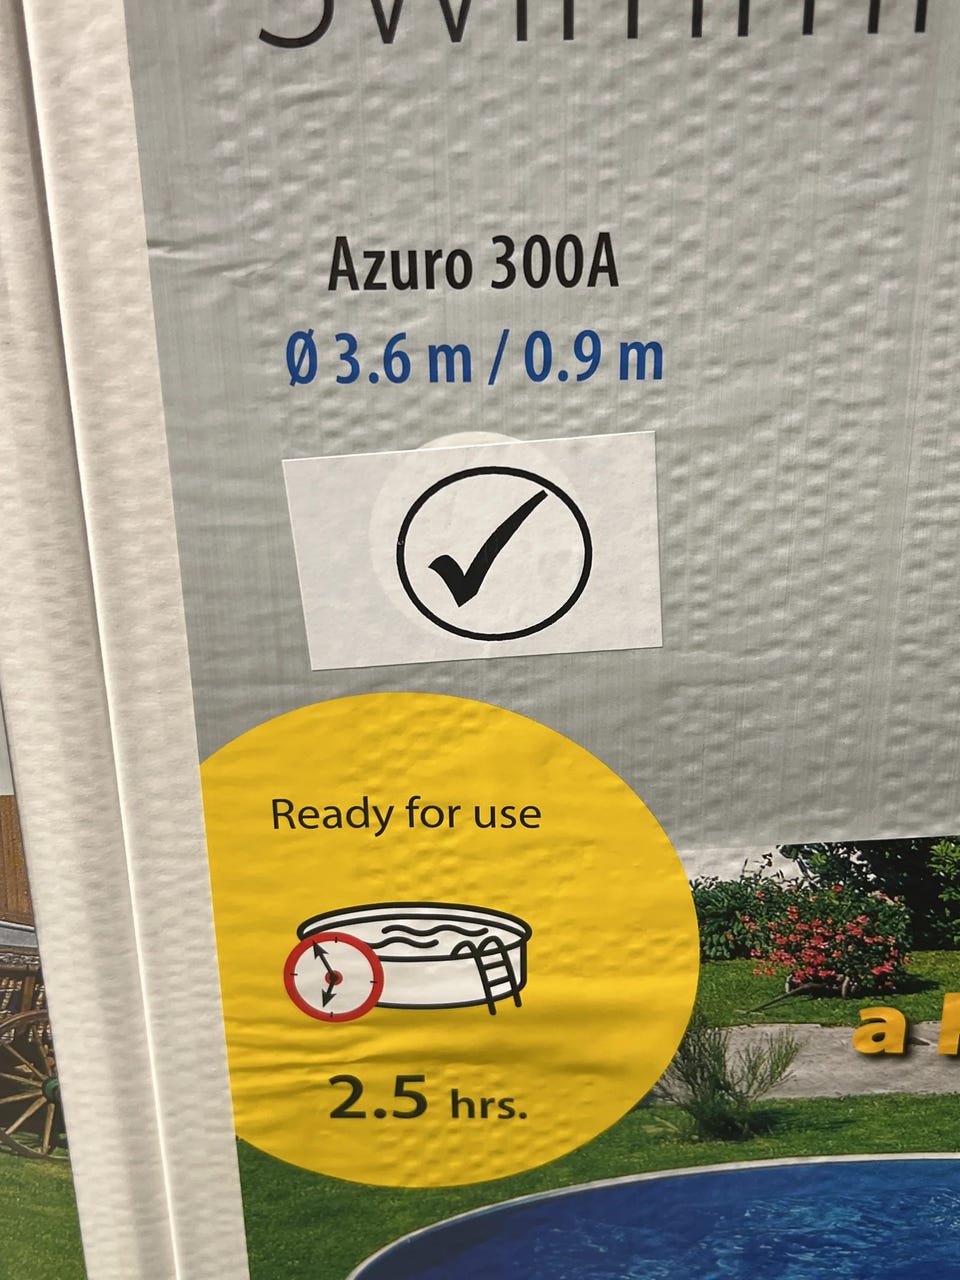 Azuro 300A
Ø 3.6 m / 0.9 m
Ready for use
2.5 hrs.